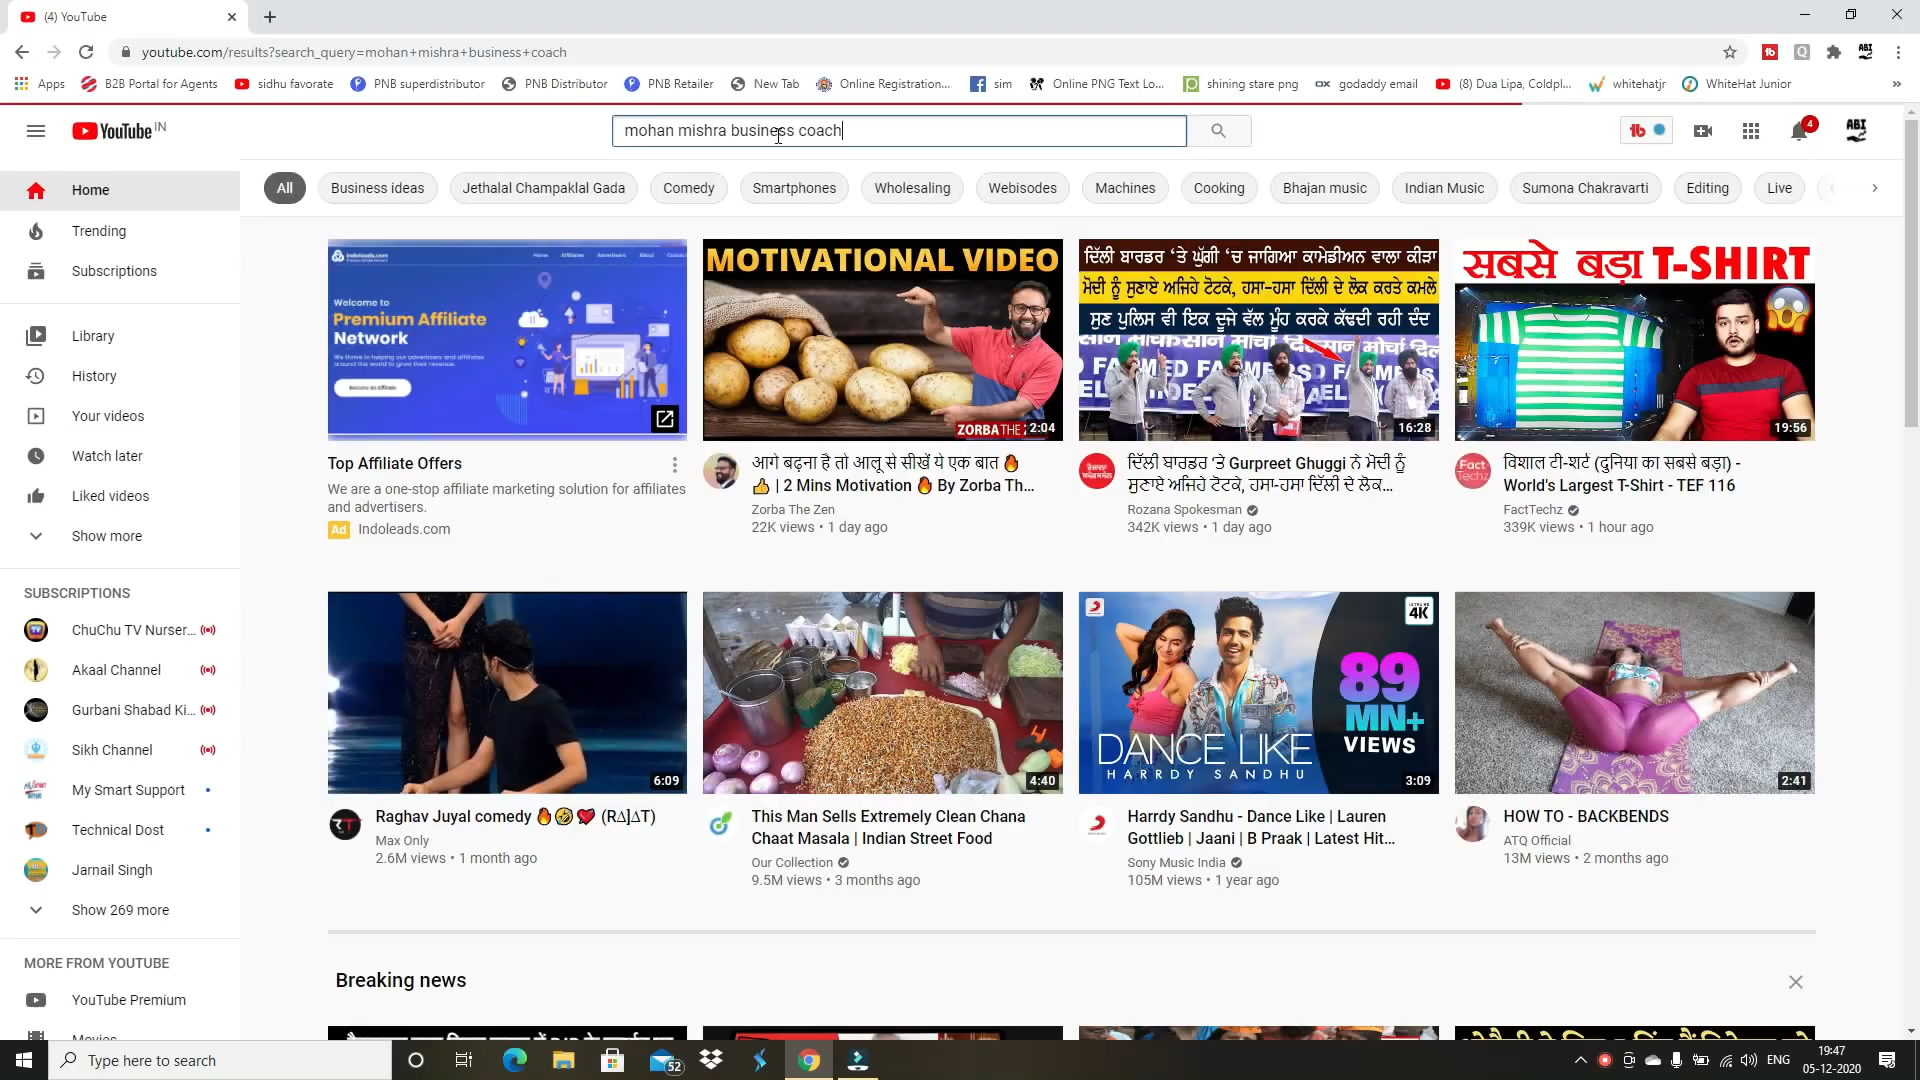 (4) YouTube
youtube.com/results?search_query=mohan+mishra+business+coach
Apps
B2B Portal for Agents
sidhu favorate
PNB superdistributor
PNB Distributor
PNB Retailer
New Tab
Online Registration...
sim
Online PNG Text Lo...
shining stare png
godaddy email
(8) Dua Lipa, Coldpl...
whitehatjr
WhiteHat Junior
YouTube IN
mohan mishra business coach
4
ABI
All
Business ideas
Jethalal Champaklal Gada
Comedy
Smartphones
Wholesaling
Webisodes
Machines
Cooking
Bhajan music
Indian Music
Sumona Chakravarti
Editing
Live
Home
Trending
Subscriptions
Library
History
Your videos
Watch later
Liked videos
Show more
SUBSCRIPTIONS
ChuChu TV Nurser...
Akaal Channel
Gurbani Shabad Ki...
Sikh Channel
My Smart Support
Technical Dost
Jarnail Singh
Show 269 more
MORE FROM YOUTUBE
YouTube Premium
Movies
indoleads.com
Home Affiliates Advertisers About
Welcome to
Premium Affiliate
Network
We thrive in helping our advertisers and affiliates
world to grow their revenue.
Become An Affiliate
Top Affiliate Offers
We are a one-stop affiliate marketing solution for affiliates
and advertisers.
Ad Indoleads.com
MOTIVATIONAL VIDEO
ZORBA THE
2:04
आगे बढ़ना है तो आलू से सीखें ये एक बात 🔥
👍 | 2 Mins Motivation 🔥 By Zorba Th...
Zorba The Zen
22K views • 1 day ago
ਦਿੱਲੀ ਬਾਰਡਰ 'ਤੇ ਘੁੱਗੀ 'ਚ ਜਾਗਿਆ ਕਾਮੇਡੀਅਨ ਵਾਲਾ ਕੀੜਾ
ਮੋਦੀ ਨੂੰ ਸੁਣਾਏ ਅਜਿਹੇ ਟੋਟਕੇ, ਹਸਾ-ਹਸਾ ਦਿੱਲੀ ਦੇ ਲੋਕ ਕਰਤੇ ਕਮਲੇ
ਸੁਣ ਪੁਲਿਸ ਵੀ ਇਕ ਦੂਜੇ ਵੱਲ ਮੂੰਹ ਕਰਕੇ ਕੱਢਦੀ ਰਹੀ ਦੰਦ
16:28
ਦਿੱਲੀ ਬਾਰਡਰ 'ਤੇ Gurpreet Ghuggi ਨੇ ਮੋਦੀ ਨੂੰ
ਸੁਣਾਏ ਅਜਿਹੇ ਟੋਟਕੇ, ਹਸਾ-ਹਸਾ ਦਿੱਲੀ ਦੇ ਲੋਕ...
Rozana Spokesman
342K views • 1 day ago
सबसे बड़ा T-SHIRT
19:56
Fact Techz
विशाल टी-शर्ट (दुनिया का सबसे बड़ा) -
World's Largest T-Shirt - TEF 116
FactTechz
339K views • 1 hour ago
6:09
Raghav Juyal comedy 🔥🤣💓 (R∆]∆T)
Max Only
2.6M views • 1 month ago
4:40
This Man Sells Extremely Clean Chana
Chaat Masala | Indian Street Food
Our Collection
9.5M views • 3 months ago
4K
89
MN+
VIEWS
DANCE LIKE
HARRDY SANDHU
3:09
Harrdy Sandhu - Dance Like | Lauren
Gottlieb | Jaani | B Praak | Latest Hit...
Sony Music India
105M views • 1 year ago
2:41
HOW TO - BACKBENDS
ATQ Official
13M views • 2 months ago
Breaking news
Type here to search
52
ENG
19:47
05-12-2020